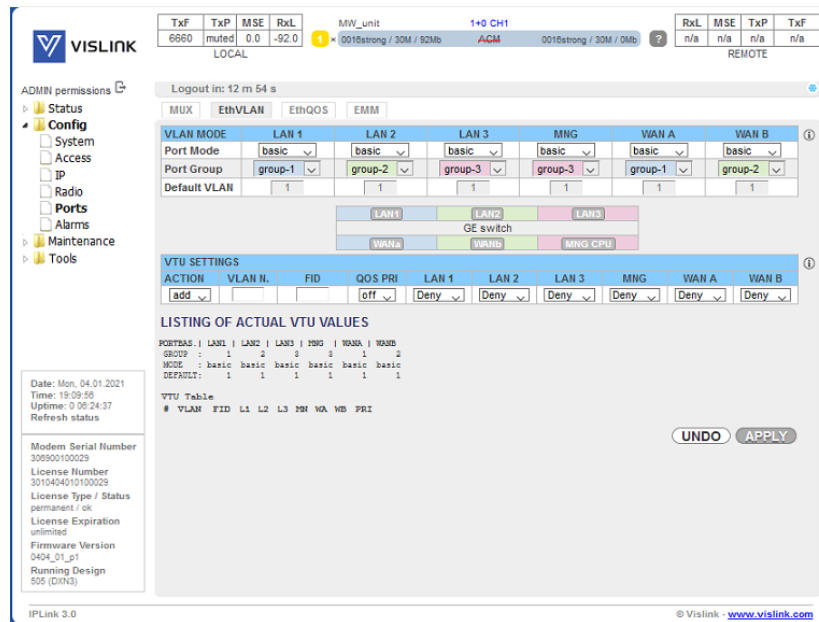 VISLINK
TxF TxP MSE RxL
6660 muted 0.0 -92.0
LOCAL
1 ×
MW_unit 1+0 CH1
0016strong / 30M / 92Mb ACM 0016strong / 30M / 0Mb
?
RxL MSE TxP TxF
n/a n/a n/a n/a
REMOTE
ADMIN permissions
Status
Config
System
Access
IP
Radio
Ports
Alarms
Maintenance
Tools
Logout in: 12 m 54 s
MUX EthVLAN EthQOS EMM
VLAN MODE LAN 1 LAN 2 LAN 3 MNG WAN A WAN B
Port Mode basic basic basic basic basic basic
Port Group group-1 group-2 group-3 group-3 group-1 group-2
Default VLAN 1 1 1 1 1 1
LAN1 LAN2 LAN3
GE switch
WANa WANb MNG CPU
VTU SETTINGS
ACTION VLAN N. FID QOS PRI LAN 1 LAN 2 LAN 3 MNG WAN A WAN B
add off Deny Deny Deny Deny Deny Deny
LISTING OF ACTUAL VTU VALUES
PORTBAS.| LAN1 | LAN2 | LAN3 | MNG | WANA | WANB
GROUP : 1 2 3 3 1 2
MODE : basic basic basic basic basic basic
DEFAULT: 1 1 1 1 1 1
VTU Table
# VLAN FID L1 L2 L3 MN WA WB PRI
UNDO APPLY
Date: Mon, 04.01.2021
Time: 19:09:56
Uptime: 0 06:24:37
Refresh status
Modem Serial Number
306900100029
License Number
3010404010100029
License Type / Status
permanent / ok
License Expiration
unlimited
Firmware Version
0404_01_p1
Running Design
505 (DXN3)
IPLink 3.0
© Vislink - www.vislink.com